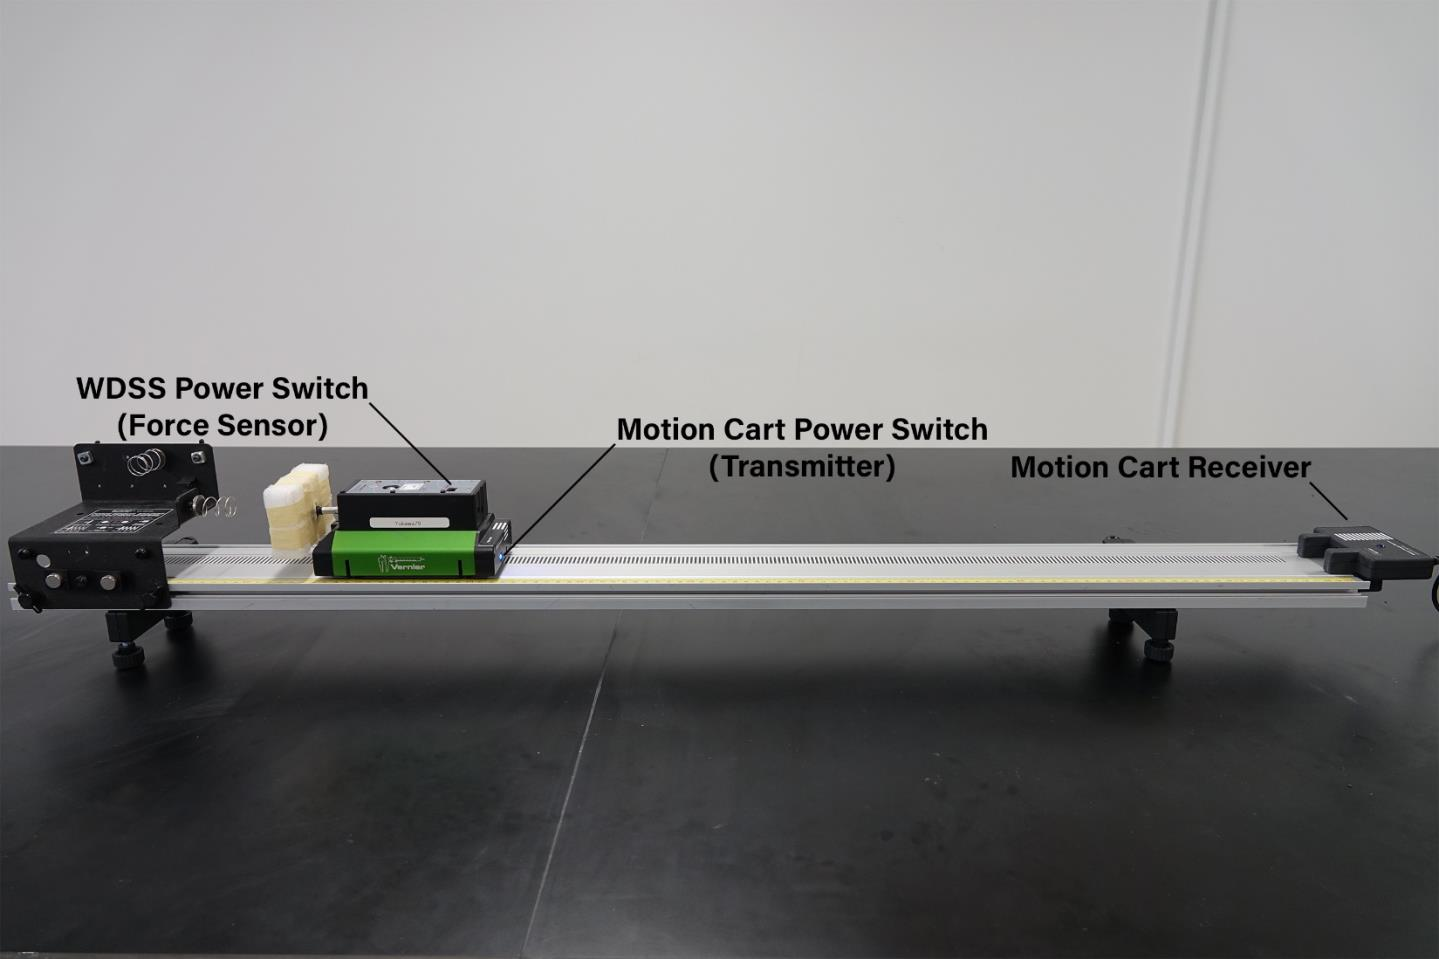 WDSS Power Switch
(Force Sensor)
Motion Cart Power Switch
(Transmitter)
Motion Cart Receiver
Vernier